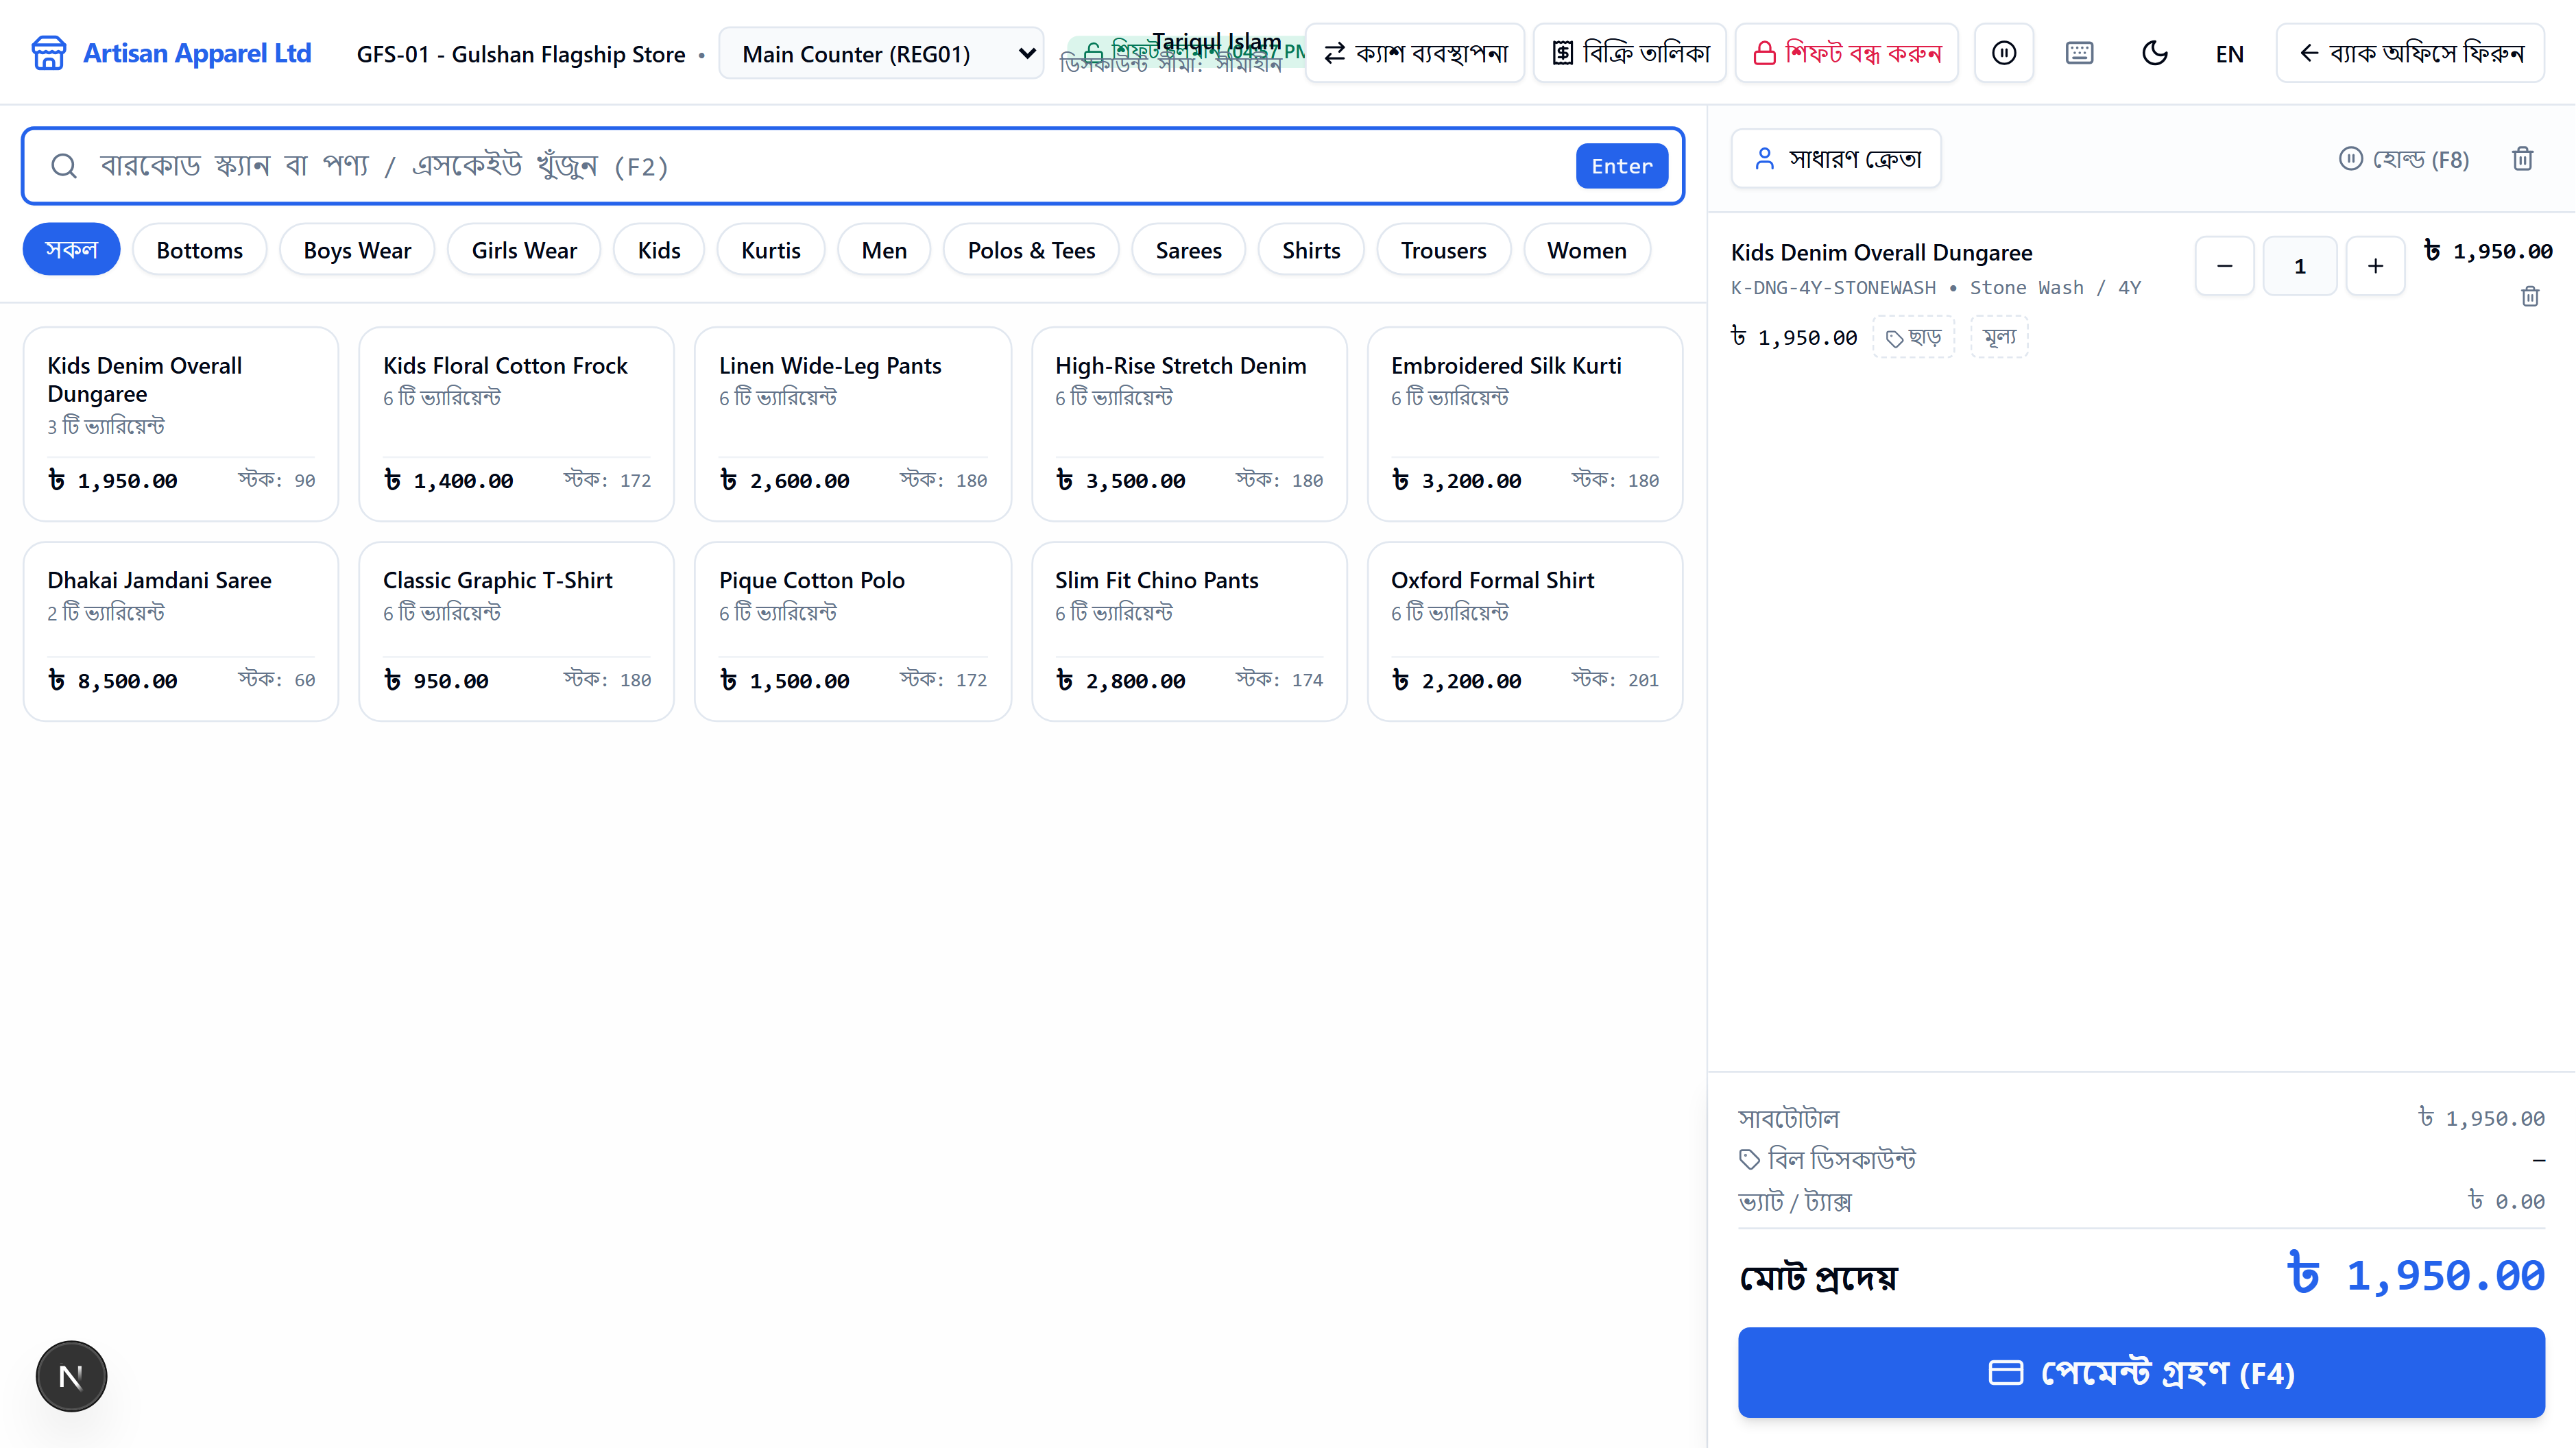 Artisan Apparel Ltd
GFS-01 - Gulshan Flagship Store •
Main Counter (REG01)
Tariqul Islam
ডিসকাউন্ট সীমা: সীমাহীন
ক্যাশ ব্যবস্থাপনা
বিক্রি তালিকা
শিফট বন্ধ করুন
EN
ব্যাক অফিসে ফিরুন
বারকোড স্ক্যান বা পণ্য / এসকেইউ খুঁজুন (F2)
Enter
সকল
Bottoms
Boys Wear
Girls Wear
Kids
Kurtis
Men
Polos & Tees
Sarees
Shirts
Trousers
Women
Kids Denim Overall
Dungaree
3 টি ভ্যারিয়েন্ট
৳ 1,950.00 স্টক: 90
Kids Floral Cotton Frock
6 টি ভ্যারিয়েন্ট
৳ 1,400.00 স্টক: 172
Linen Wide-Leg Pants
6 টি ভ্যারিয়েন্ট
৳ 2,600.00 স্টক: 180
High-Rise Stretch Denim
6 টি ভ্যারিয়েন্ট
৳ 3,500.00 স্টক: 180
Embroidered Silk Kurti
6 টি ভ্যারিয়েন্ট
৳ 3,200.00 স্টক: 180
Dhakai Jamdani Saree
2 টি ভ্যারিয়েন্ট
৳ 8,500.00 স্টক: 60
Classic Graphic T-Shirt
6 টি ভ্যারিয়েন্ট
৳ 950.00 স্টক: 180
Pique Cotton Polo
6 টি ভ্যারিয়েন্ট
৳ 1,500.00 স্টক: 172
Slim Fit Chino Pants
6 টি ভ্যারিয়েন্ট
৳ 2,800.00 স্টক: 174
Oxford Formal Shirt
6 টি ভ্যারিয়েন্ট
৳ 2,200.00 স্টক: 201
N
সাধারণ ক্রেতা
হোল্ড (F8)
Kids Denim Overall Dungaree
K-DNG-4Y-STONEWASH • Stone Wash / 4Y
1
৳ 1,950.00
৳ 1,950.00 ছাড় মূল্য
সাবটোটাল ৳ 1,950.00
বিল ডিসকাউন্ট –
ভ্যাট / ট্যাক্স ৳ 0.00
মোট প্রদেয় ৳ 1,950.00
পেমেন্ট গ্রহণ (F4)